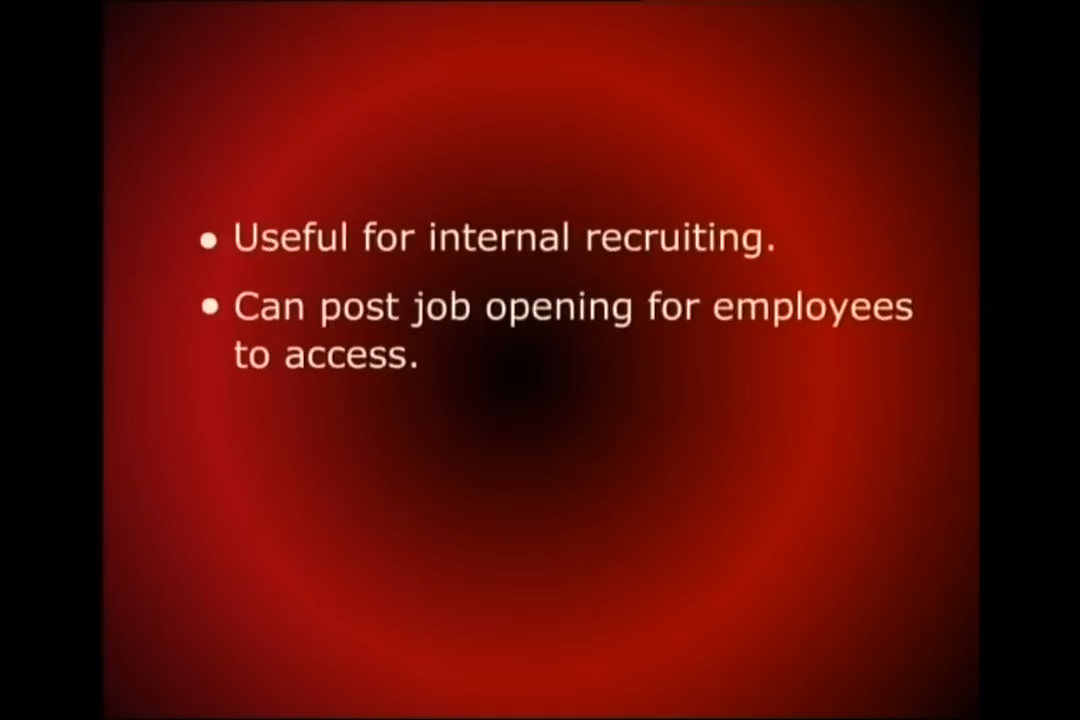 • Useful for internal recruiting.
• Can post job opening for employees
to access.